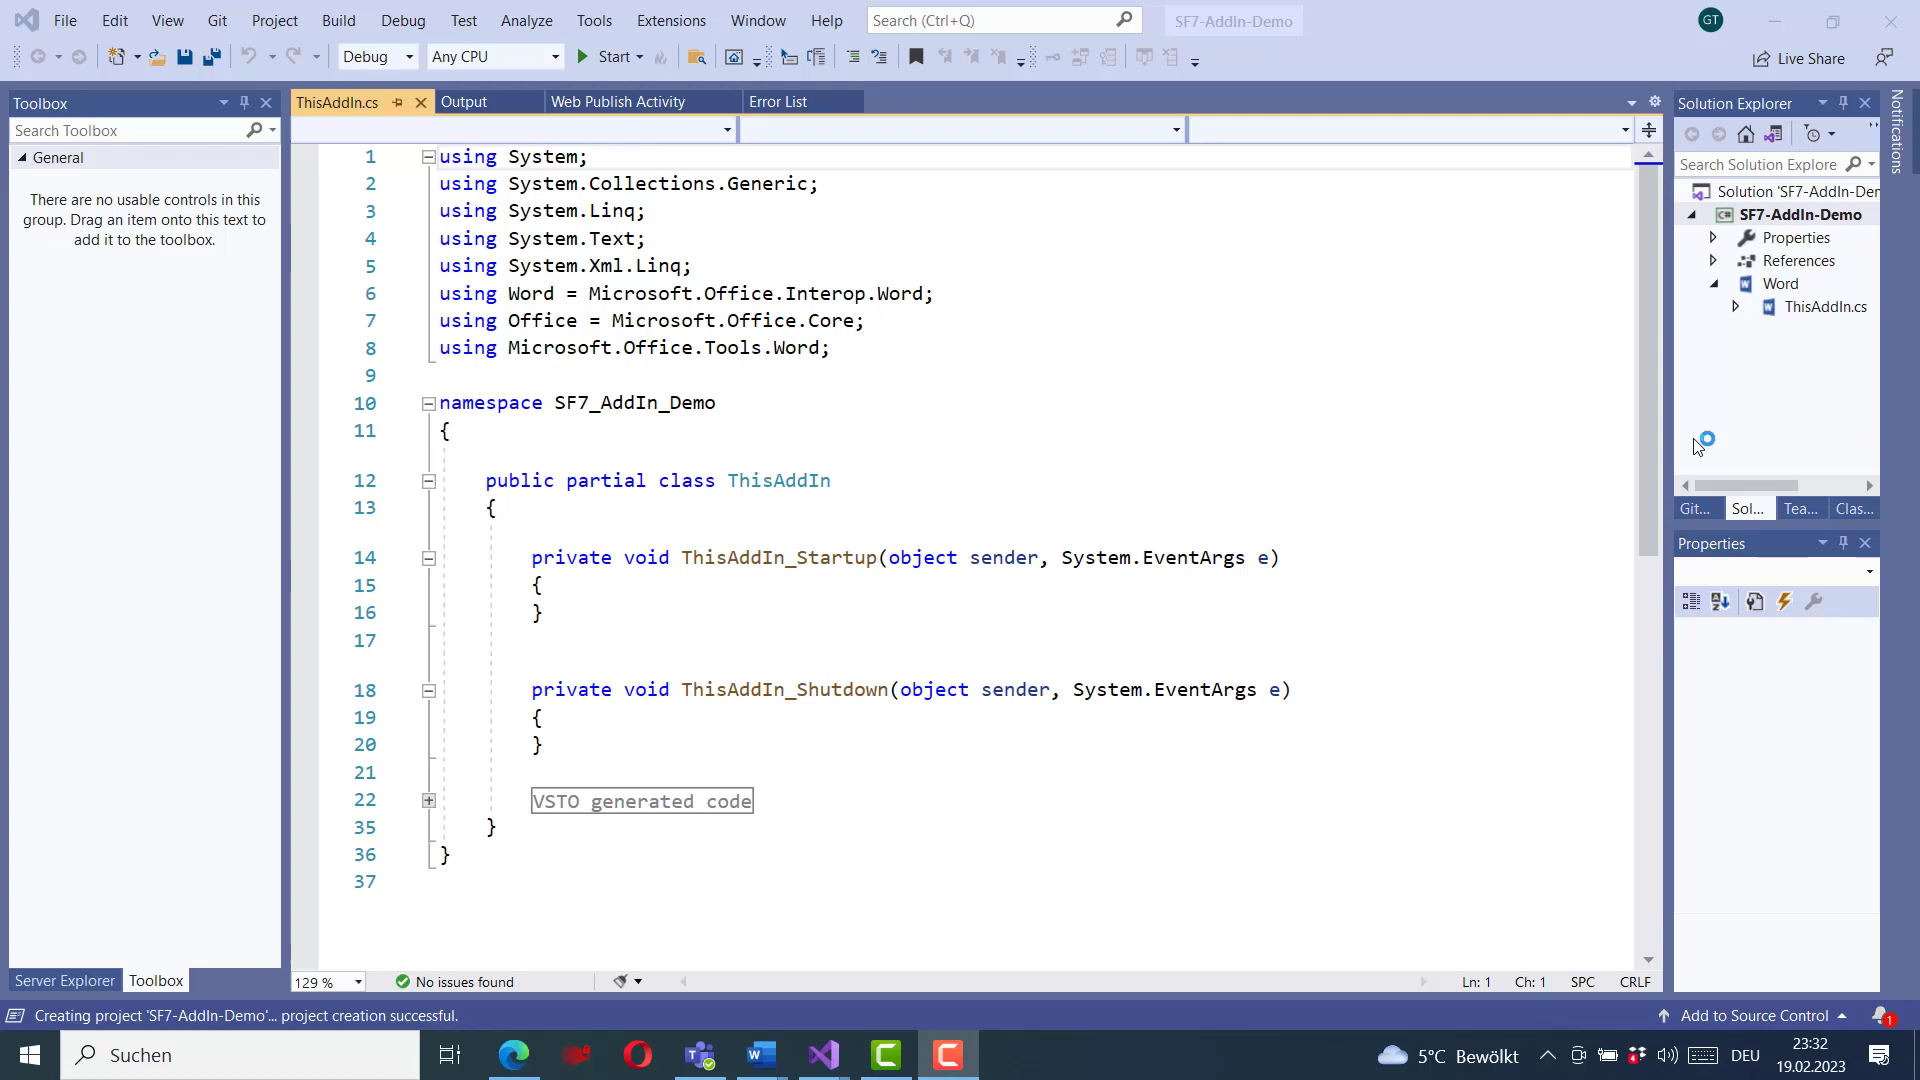 File Edit View Git Project Build Debug Test Analyze Tools Extensions Window Help Search (Ctrl+Q) SF7-AddIn-Demo GT
Debug Any CPU Start Live Share
Toolbox
Search Toolbox
General
There are no usable controls in this
group. Drag an item onto this text to
add it to the toolbox.
Server Explorer Toolbox
ThisAddIn.cs Output Web Publish Activity Error List
1 using System;
2 using System.Collections.Generic;
3 using System.Linq;
4 using System.Text;
5 using System.Xml.Linq;
6 using Word = Microsoft.Office.Interop.Word;
7 using Office = Microsoft.Office.Core;
8 using Microsoft.Office.Tools.Word;
9
10 namespace SF7_AddIn_Demo
11 {
12 public partial class ThisAddIn
13 {
14 private void ThisAddIn_Startup(object sender, System.EventArgs e)
15 {
16 }
17
18 private void ThisAddIn_Shutdown(object sender, System.EventArgs e)
19 {
20 }
21
22 VSTO generated code
35 }
36 }
37
129 % No issues found Ln: 1 Ch: 1 SPC CRLF
Solution Explorer
Search Solution Explore
Solution 'SF7-AddIn-Der
SF7-AddIn-Demo
Properties
References
Word
ThisAddIn.cs
Git... Sol... Tea... Clas...
Properties
Notifications
Creating project 'SF7-AddIn-Demo'... project creation successful. Add to Source Control 1
Suchen 5°C Bewölkt 4 DEU 23:32
19.02.2023